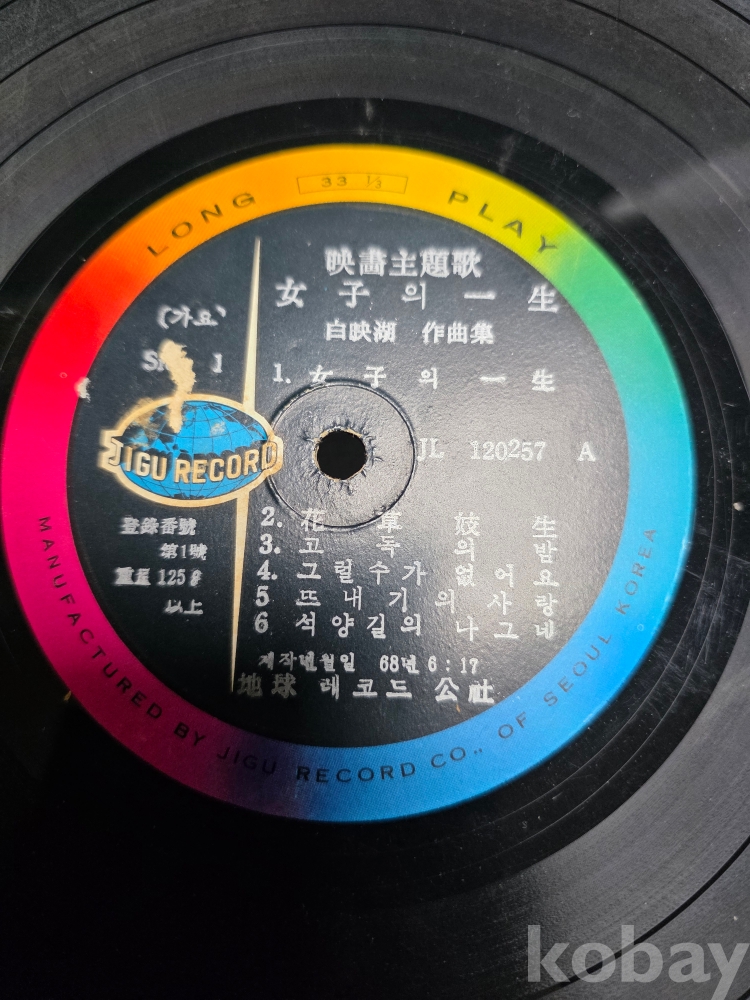 LONG 33 1/3 PLAY
映畵主題歌
女子의 一生
(가요)
白映湖 作曲集
1. 女子의 一生
JIGU RECORD
JL 120257 A
登錄番號
第1號
重量 125g
以上
2. 花草妓生
3. 고독의 밤
4. 그럴수가 없어요
5 뜨내기의 사랑
6 석양길의 나그네
제작년월일 68년 6:17
地球 레코드 公社
MANUFACTURED BY JIGU RECORD CO., OF SEOUL KOREA
kobay